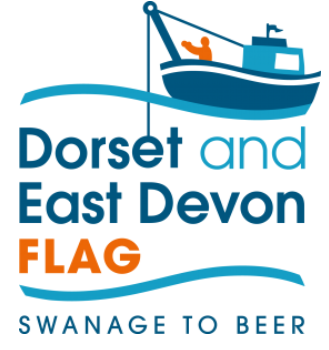 Dorset and
East Devon
FLAG
SWANAGE TO BEER